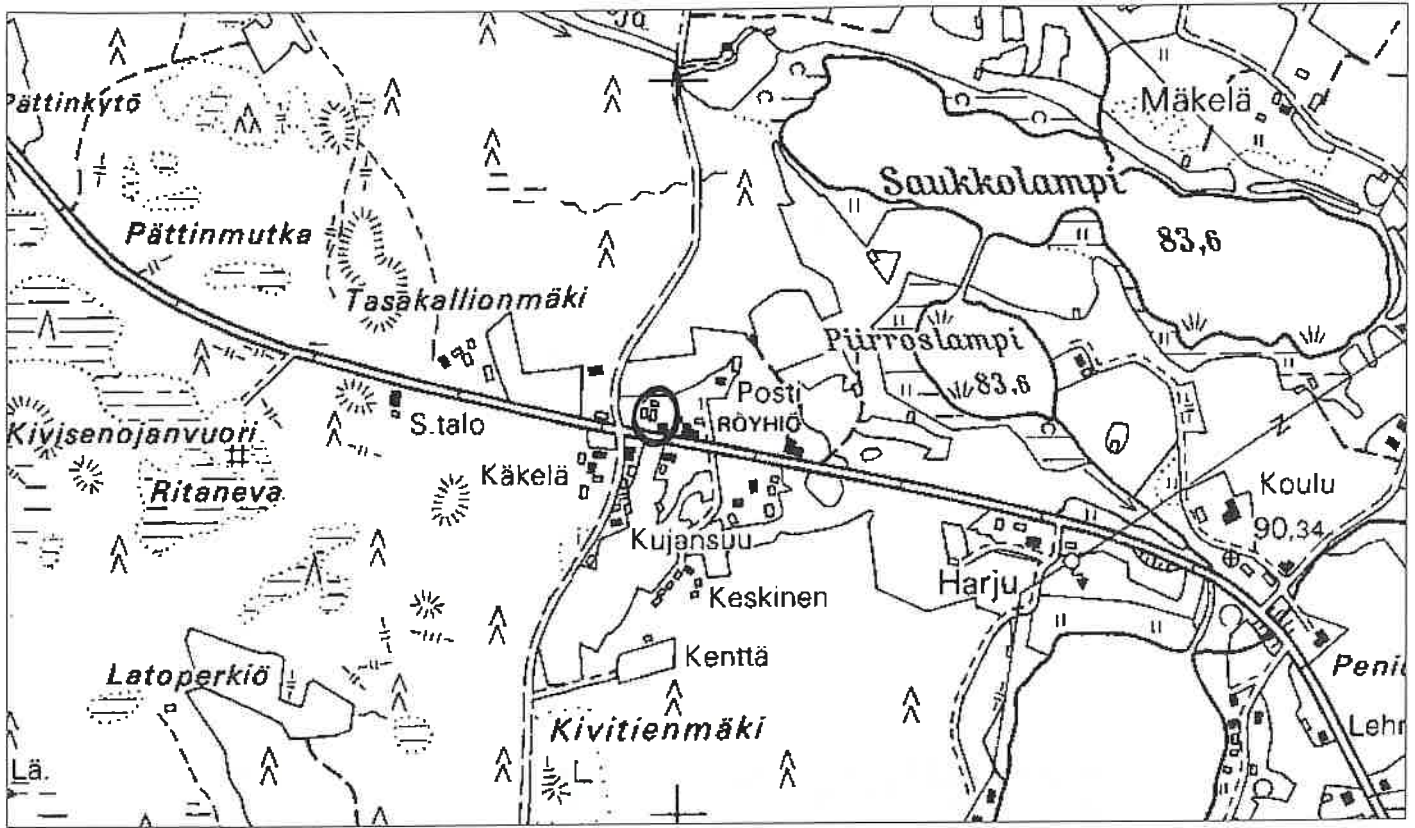 Jo.
Pättinkytö
Mäkelä
Saukkolampi
83,6
Pättinmutka
Tasakallionmäki
Piirroslampi
83,6
Posti
RÖYHIÖ
S.talo
Kivisenojanvuori
Käkelä
Ritaneva
Koulu
90,34
Kujansuu
Harju
Keskinen
Kenttä
Latoperkiö
Kivitienmäki
L
Lä.